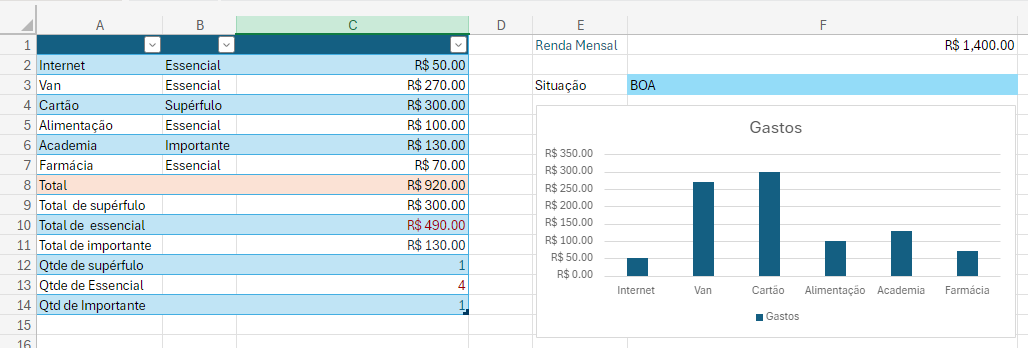 A B C D E F
1 Renda Mensal R$ 1,400.00
2 Internet Essencial R$ 50.00
3 Van Essencial R$ 270.00 Situação BOA
4 Cartão Supérfulo R$ 300.00
5 Alimentação Essencial R$ 100.00
6 Academia Importante R$ 130.00
7 Farmácia Essencial R$ 70.00
8 Total R$ 920.00
9 Total de supérfulo R$ 300.00
10 Total de essencial R$ 490.00
11 Total de importante R$ 130.00
12 Qtde de supérfulo 1
13 Qtde de Essencial 4
14 Qtd de Importante 1
15
16
Gastos
R$ 350.00
R$ 300.00
R$ 250.00
R$ 200.00
R$ 150.00
R$ 100.00
R$ 50.00
R$ 0.00
Internet Van Cartão Alimentação Academia Farmácia
Gastos